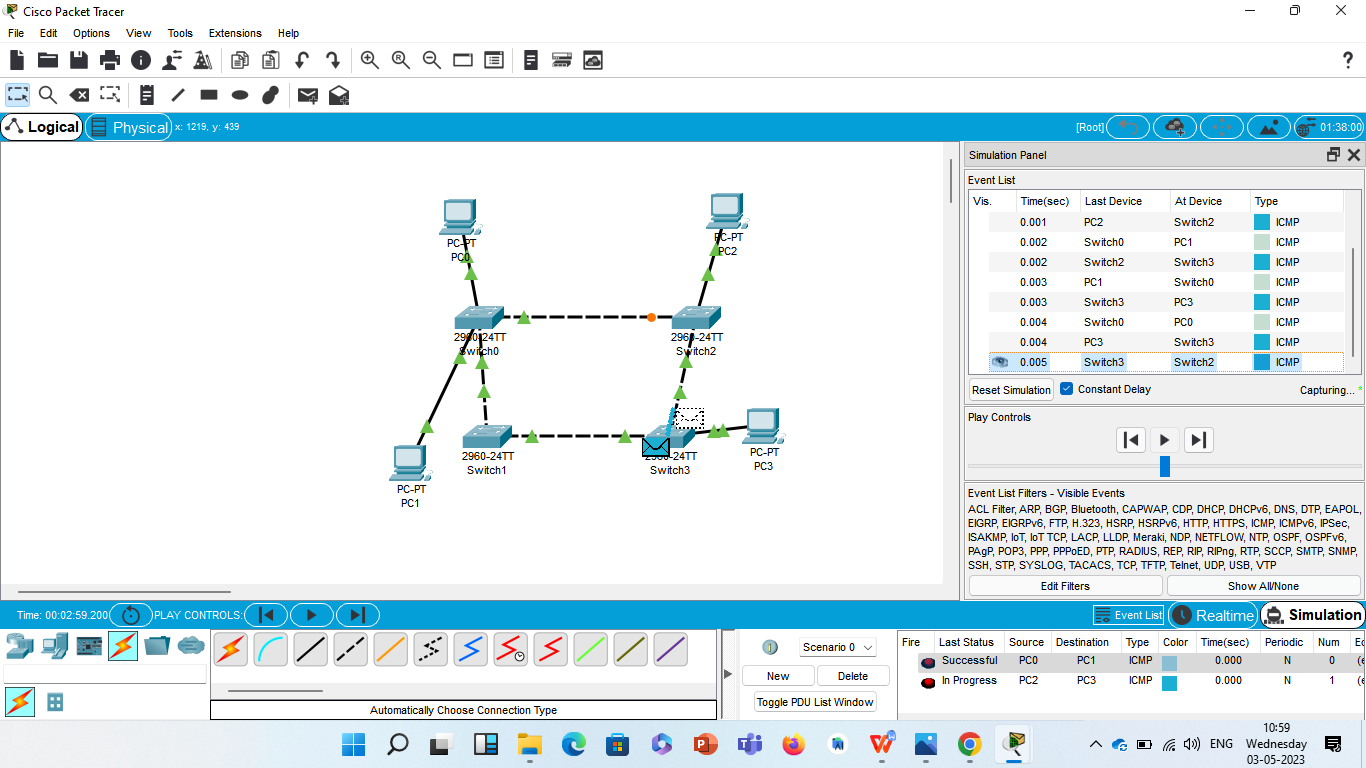 Cisco Packet Tracer
File Edit Options View Tools Extensions Help
?
Logical Physical x: 1219, y: 439 [Root] 01:38:00
PC-PT
PC0
PC-PT
PC2
2960-24TT
Switch0
2960-24TT
Switch2
2960-24TT
Switch1
2960-24TT
Switch3
PC-PT
PC3
PC-PT
PC1
Simulation Panel
Event List
Vis. Time(sec) Last Device At Device Type
0.001 PC2 Switch2 ICMP
0.002 Switch0 PC1 ICMP
0.002 Switch2 Switch3 ICMP
0.003 PC1 Switch0 ICMP
0.003 Switch3 PC3 ICMP
0.004 Switch0 PC0 ICMP
0.004 PC3 Switch3 ICMP
0.005 Switch3 Switch2 ICMP
Reset Simulation Constant Delay Capturing... *
Play Controls
Event List Filters - Visible Events
ACL Filter, ARP, BGP, Bluetooth, CAPWAP, CDP, DHCP, DHCPv6, DNS, DTP, EAPOL,
EIGRP, EIGRPv6, FTP, H.323, HSRP, HSRPv6, HTTP, HTTPS, ICMP, ICMPv6, IPSec,
ISAKMP, IoT, IoT TCP, LACP, LLDP, Meraki, NDP, NETFLOW, NTP, OSPF, OSPFv6,
PAgP, POP3, PPP, PPPoED, PTP, RADIUS, REP, RIP, RIPng, RTP, SCCP, SMTP, SNMP,
SSH, STP, SYSLOG, TACACS, TCP, TFTP, Telnet, UDP, USB, VTP
Edit Filters Show All/None
Time: 00:02:59.200 PLAY CONTROLS: Event List Realtime Simulation
Automatically Choose Connection Type
Scenario 0
New Delete
Toggle PDU List Window
Fire Last Status Source Destination Type Color Time(sec) Periodic Num Ec
Successful PC0 PC1 ICMP 0.000 N 0 (e
In Progress PC2 PC3 ICMP 0.000 N 1 (e
ENG
10:59
Wednesday
03-05-2023